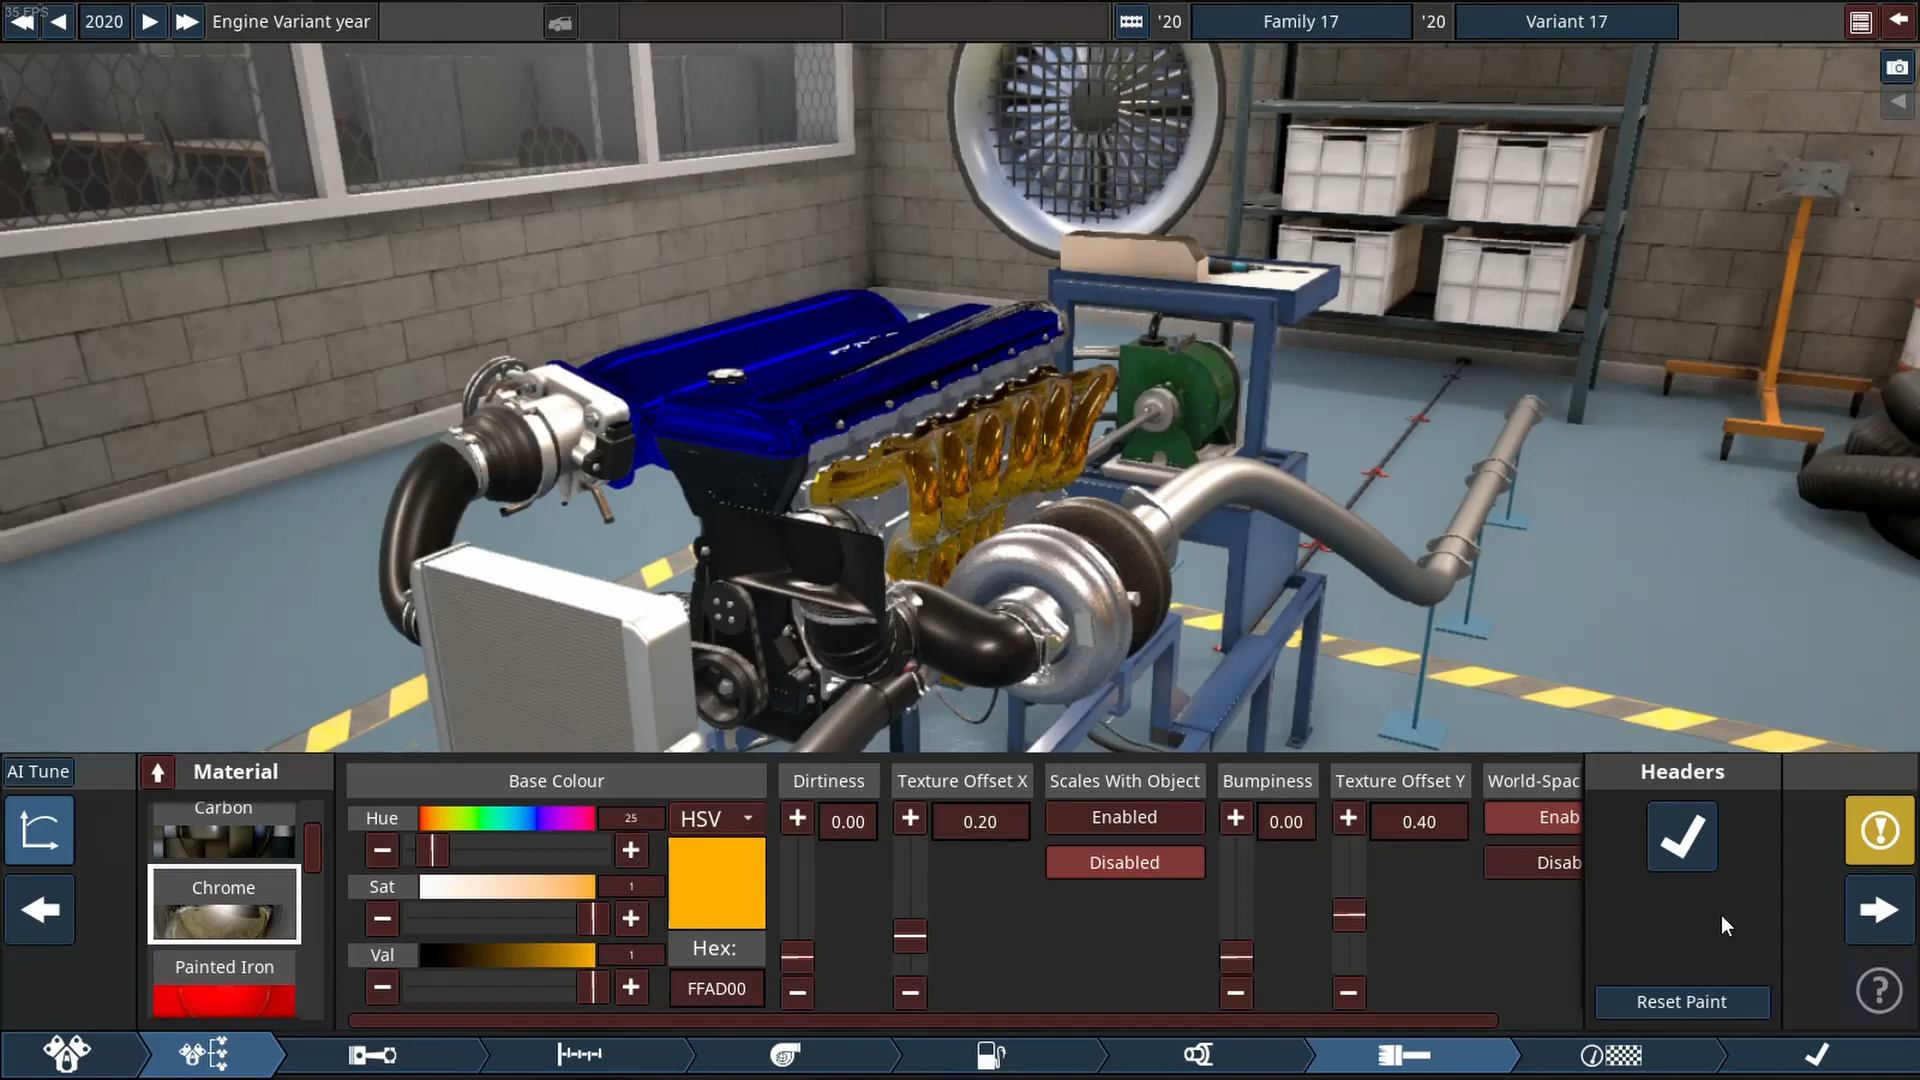 35 FPS
2020
Engine Variant year
'20
Family 17
'20
Variant 17
AI Tune
Material
Carbon
Chrome
Painted Iron
Base Colour
Hue
25
HSV
Sat
1
Val
1
Hex:
FFAD00
Dirtiness
0.00
Texture Offset X
0.20
Scales With Object
Enabled
Disabled
Bumpiness
0.00
Texture Offset Y
0.40
World-Spac
Enab
Disab
Headers
Reset Paint